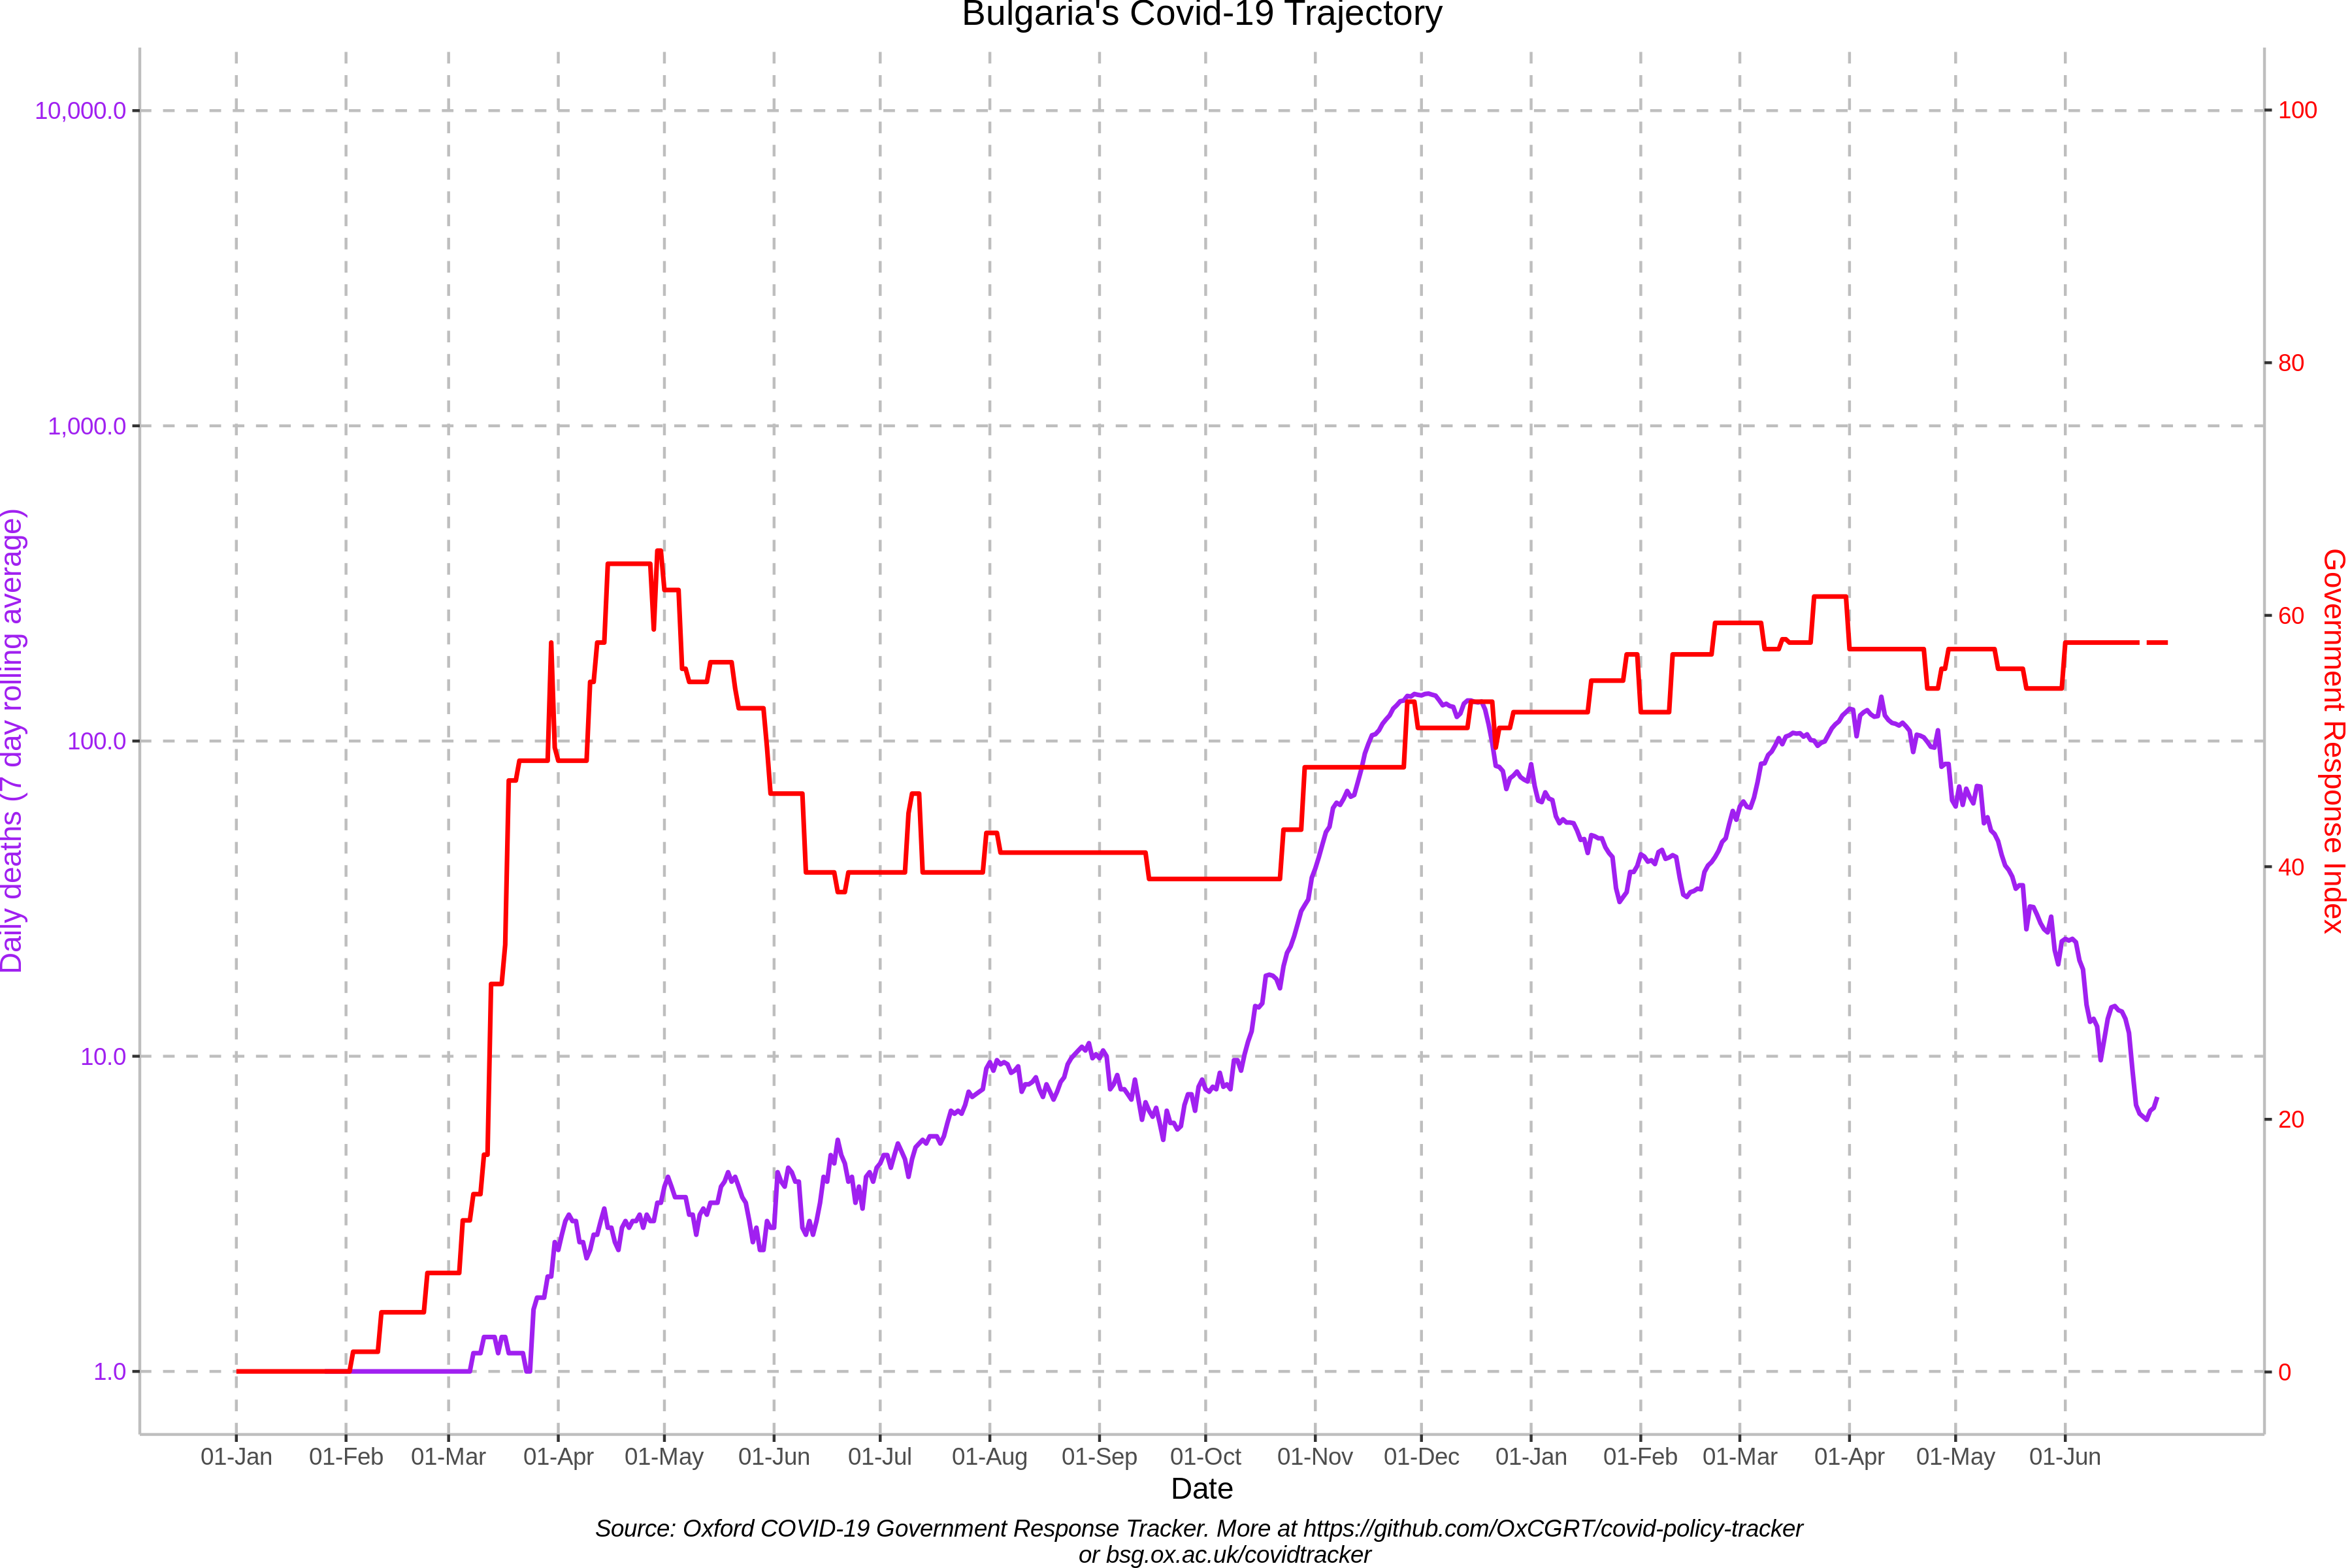 Bulgaria's Covid-19 Trajectory
10,000.0
1,000.0
100.0
10.0
1.0
Daily deaths (7 day rolling average)
100
80
60
40
20
0
Government Response Index
01-Jan 01-Feb 01-Mar 01-Apr 01-May 01-Jun 01-Jul 01-Aug 01-Sep 01-Oct 01-Nov 01-Dec 01-Jan 01-Feb 01-Mar 01-Apr 01-May 01-Jun
Date
Source: Oxford COVID-19 Government Response Tracker. More at https://github.com/OxCGRT/covid-policy-tracker
or bsg.ox.ac.uk/covidtracker